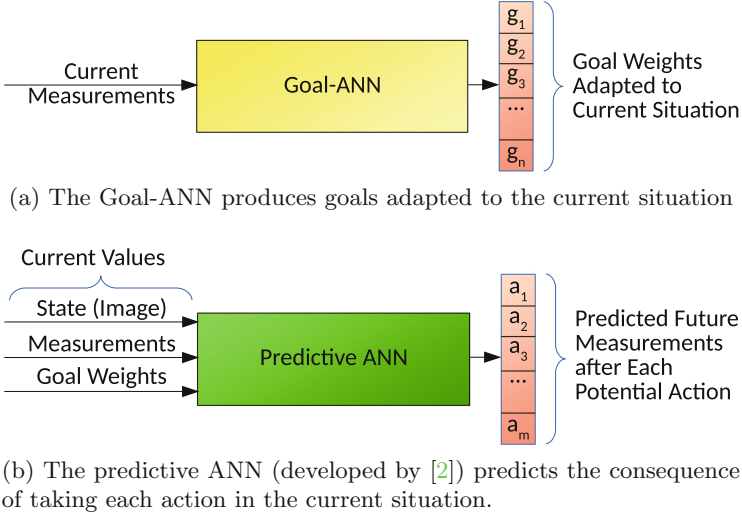 Current
Measurements
Goal-ANN
g1
g2
g3
...
gn
Goal Weights
Adapted to
Current Situation
(a) The Goal-ANN produces goals adapted to the current situation
Current Values
State (Image)
Measurements
Goal Weights
Predictive ANN
a1
a2
a3
...
am
Predicted Future
Measurements
after Each
Potential Action
(b) The predictive ANN (developed by [2]) predicts the consequence
of taking each action in the current situation.